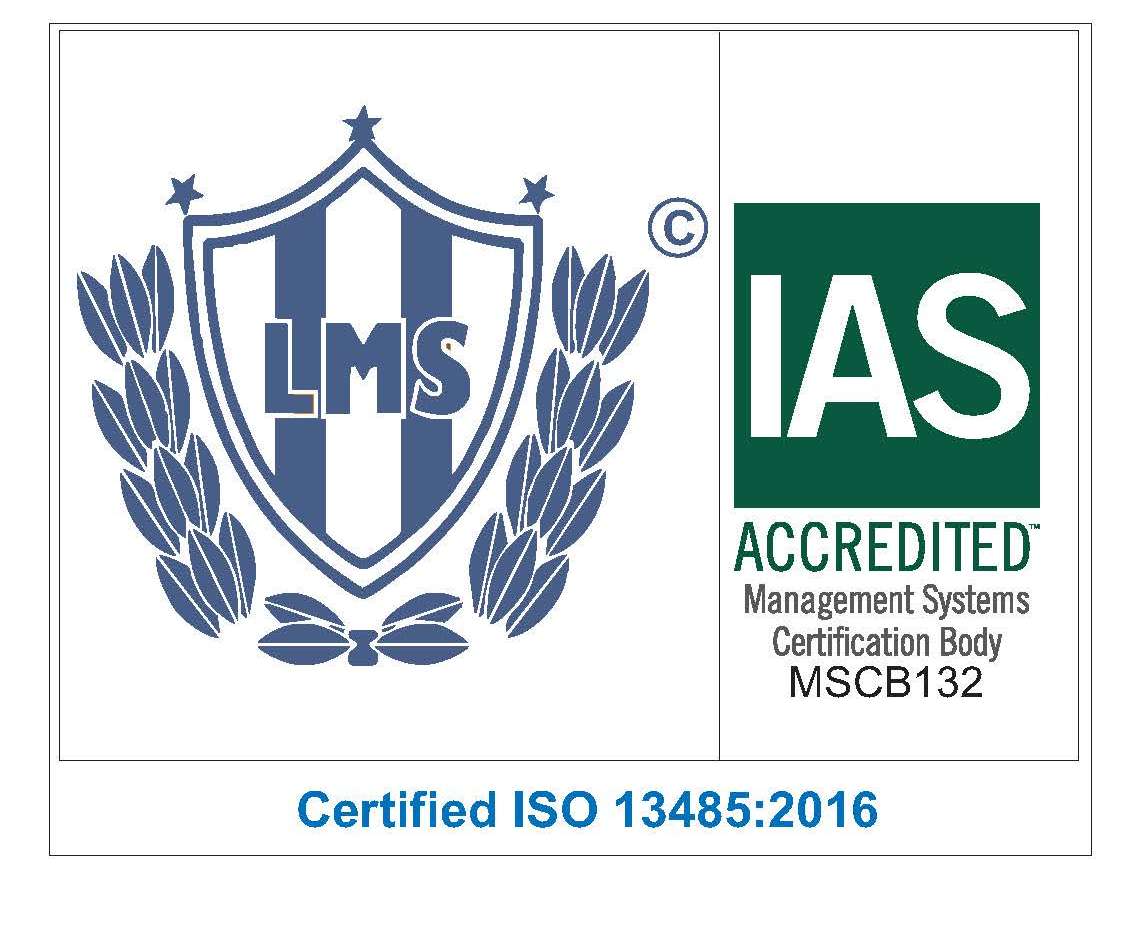 LMS
©
IAS
ACCREDITED™
Management Systems
Certification Body
MSCB132
Certified ISO 13485:2016